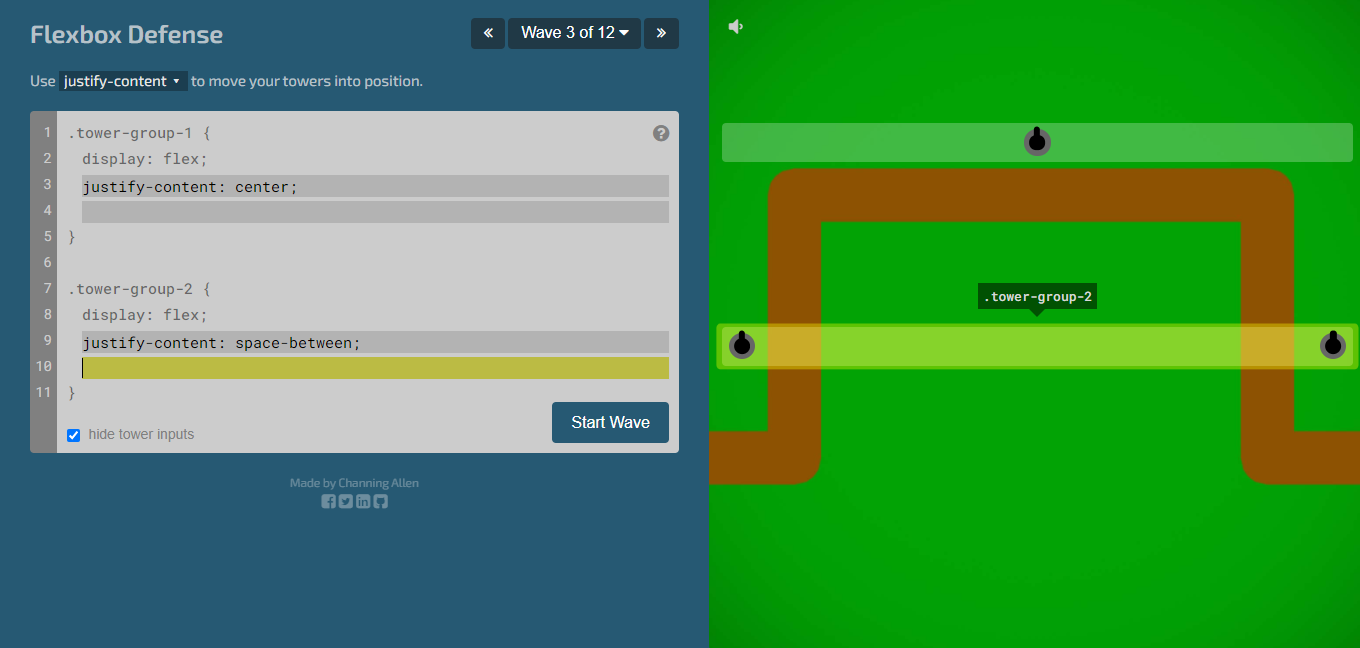 Flexbox Defense
« Wave 3 of 12 »
Use justify-content to move your towers into position.
1 .tower-group-1 {
2 display: flex;
3 justify-content: center;
4
5 }
6
7 .tower-group-2 {
8 display: flex;
9 justify-content: space-between;
10
11 }
hide tower inputs
Start Wave
Made by Channing Allen
.tower-group-2